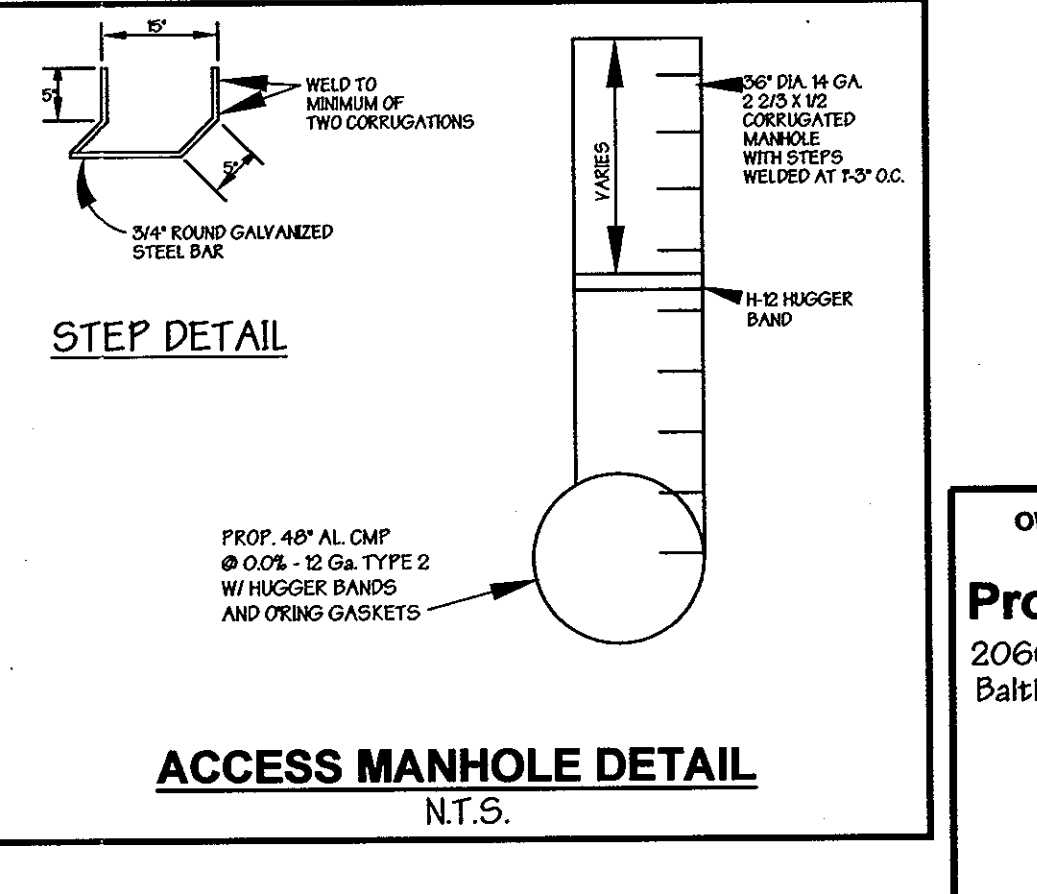 15"
5"
WELD TO
MINIMUM OF
TWO CORRUGATIONS
5"
3/4" ROUND GALVANIZED
STEEL BAR
STEP DETAIL
VARIES
36" DIA. 14 GA.
2 2/3 X 1/2
CORRUGATED
MANHOLE
WITH STEPS
WELDED AT 1'-3" O.C.
H-12 HUGGER
BAND
PROP. 48" AL. CMP
@ 0.0% - 12 Ga. TYPE 2
W/ HUGGER BANDS
AND O'RING GASKETS
ACCESS MANHOLE DETAIL
N.T.S.
Pro
206
Balt